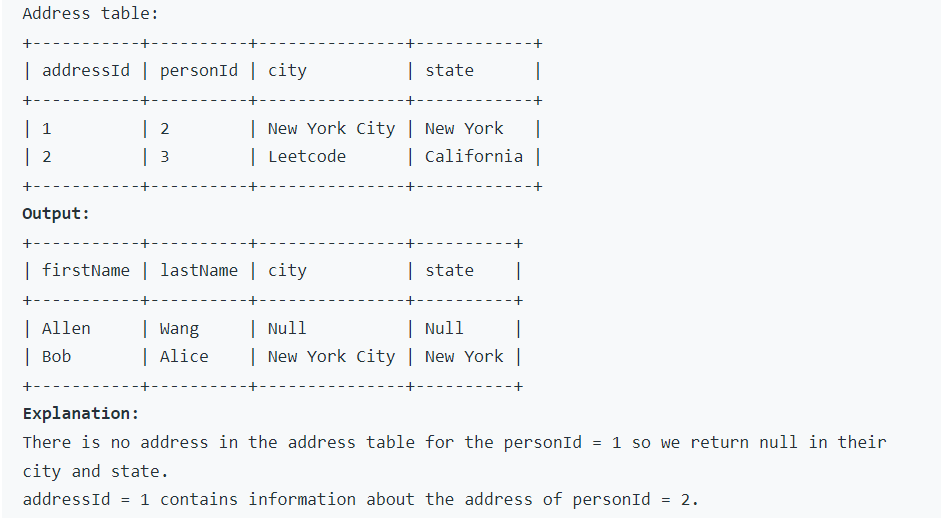 Address table:
+-----------+----------+---------------+------------+
| addressId | personId | city          | state      |
+-----------+----------+---------------+------------+
| 1         | 2        | New York City | New York   |
| 2         | 3        | Leetcode      | California |
+-----------+----------+---------------+------------+
Output:
+-----------+----------+---------------+----------+
| firstName | lastName | city          | state    |
+-----------+----------+---------------+----------+
| Allen     | Wang     | Null          | Null     |
| Bob       | Alice    | New York City | New York |
+-----------+----------+---------------+----------+
Explanation:
There is no address in the address table for the personId = 1 so we return null in their
city and state.
addressId = 1 contains information about the address of personId = 2.